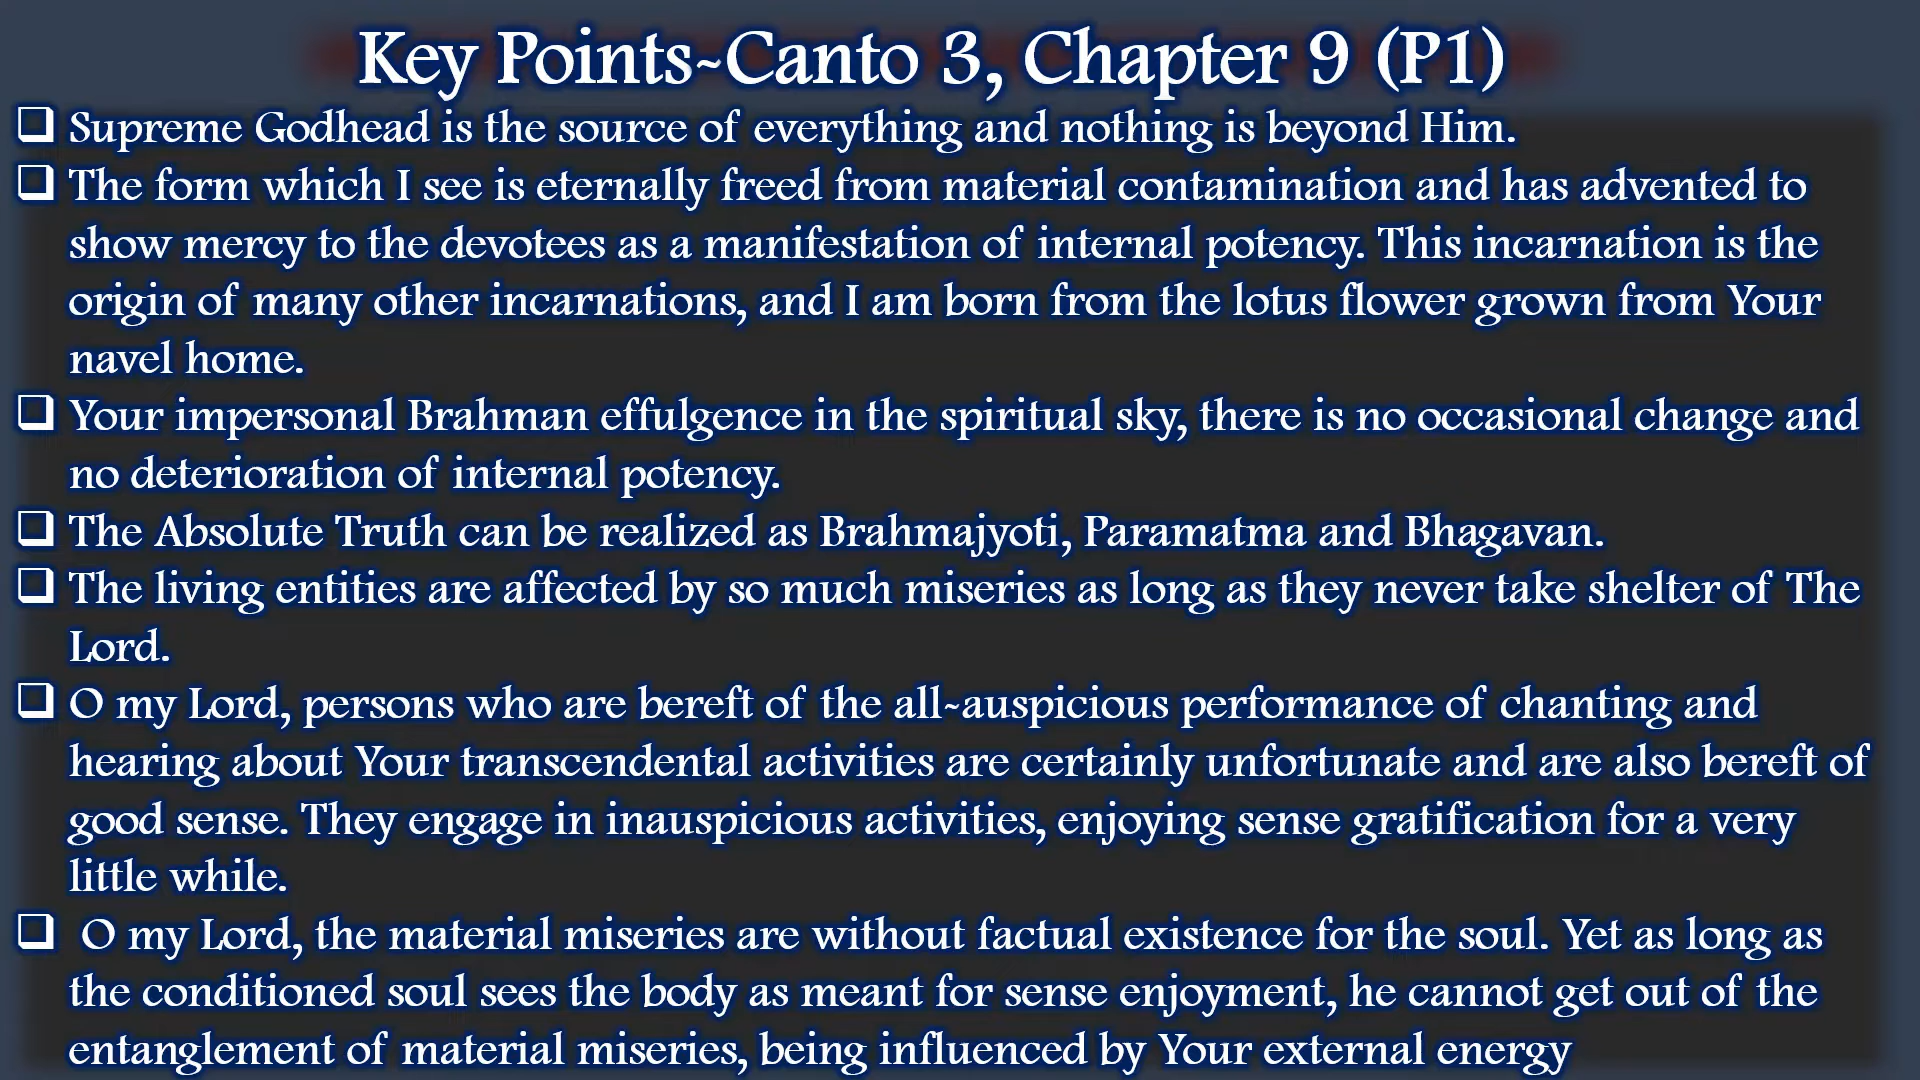 Key Points~Canto 3, Chapter 9 (P1)
❑ Supreme Godhead is the source of everything and nothing is beyond Him.
❑ The form which I see is eternally freed from material contamination and has advented to
show mercy to the devotees as a manifestation of internal potency. This incarnation is the
origin of many other incarnations, and I am born from the lotus flower grown from Your
navel home.
❑ Your impersonal Brahman effulgence in the spiritual sky, there is no occasional change and
no deterioration of internal potency.
❑ The Absolute Truth can be realized as Brahmajyoti, Paramatma and Bhagavan.
❑ The living entities are affected by so much miseries as long as they never take shelter of The
Lord.
❑ O my Lord, persons who are bereft of the all~auspicious performance of chanting and
hearing about Your transcendental activities are certainly unfortunate and are also bereft of
good sense. They engage in inauspicious activities, enjoying sense gratification for a very
little while.
❑ O my Lord, the material miseries are without factual existence for the soul. Yet as long as
the conditioned soul sees the body as meant for sense enjoyment, he cannot get out of the
entanglement of material miseries, being influenced by Your external energy